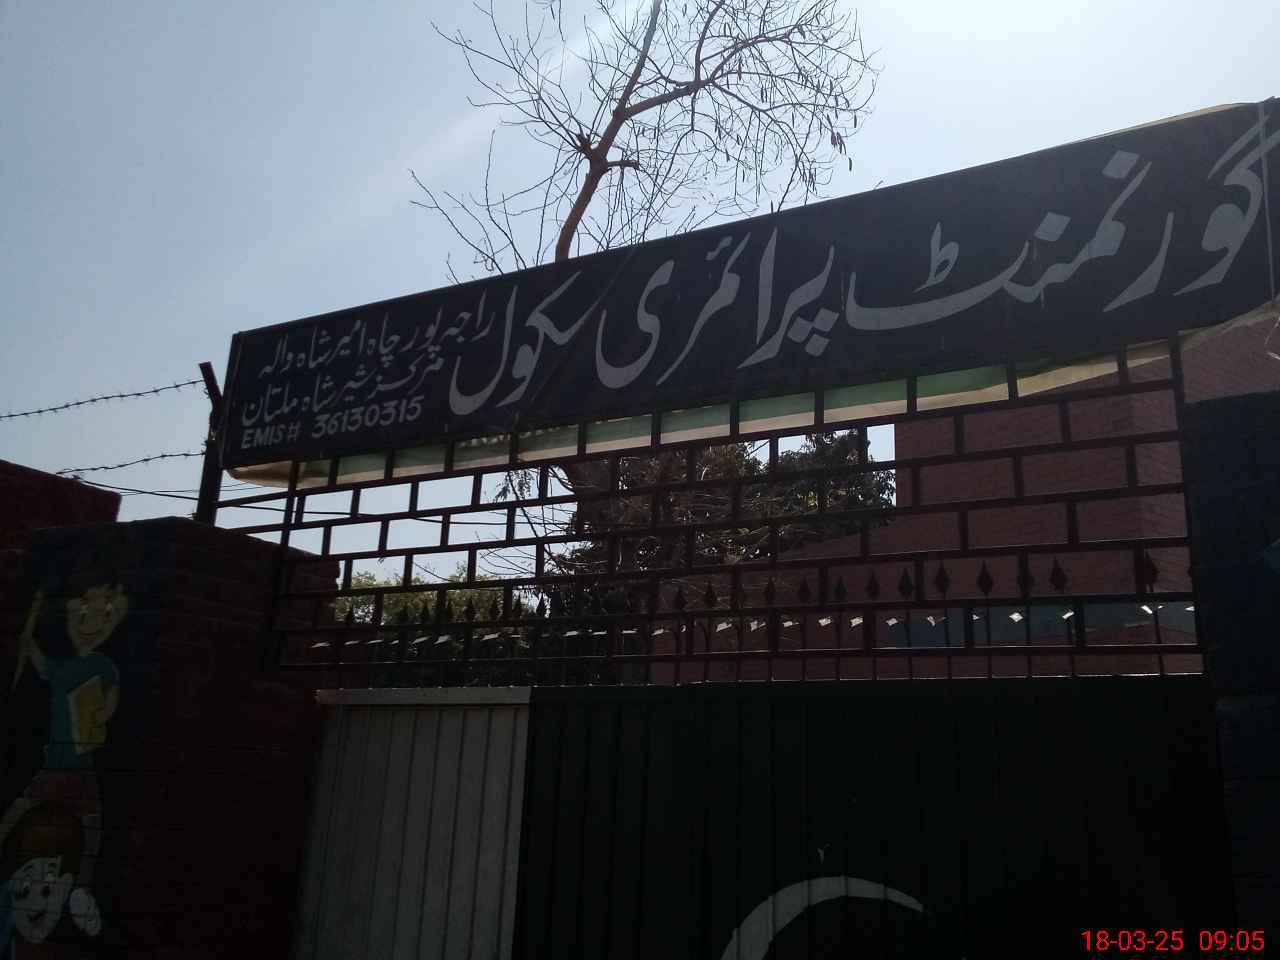 گورنمنٹ پرائمری سکول
راجہ پور چاہ امیر شاہ والہ
مرکز شیر شاہ ملتان
EMIS# 36130315
18-03-25 09:05